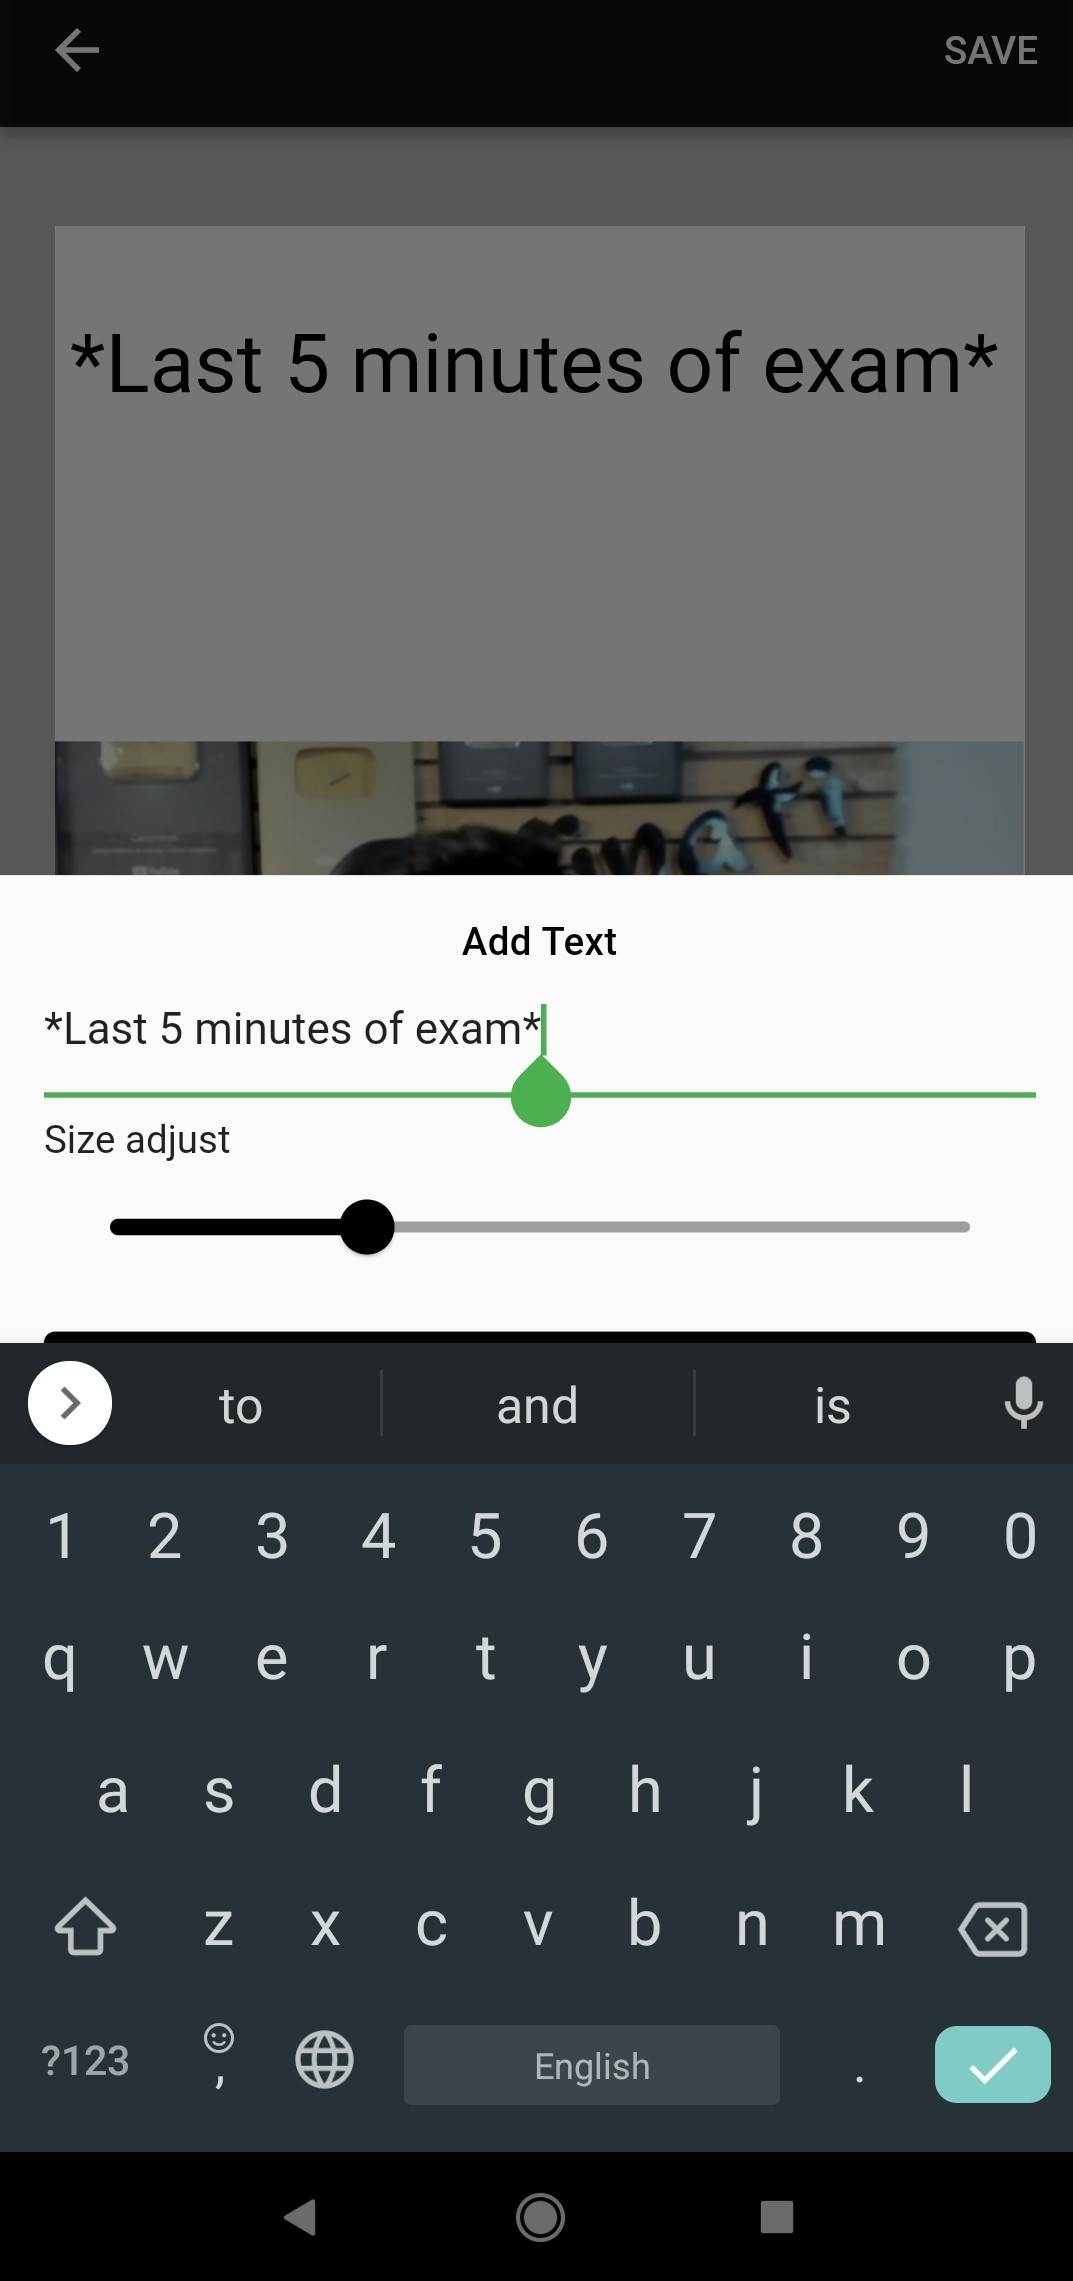 SAVE
*Last 5 minutes of exam*
Add Text
*Last 5 minutes of exam*
Size adjust
to and is
1 2 3 4 5 6 7 8 9 0
q w e r t y u i o p
a s d f g h j k l
z x c v b n m
?123 , English .